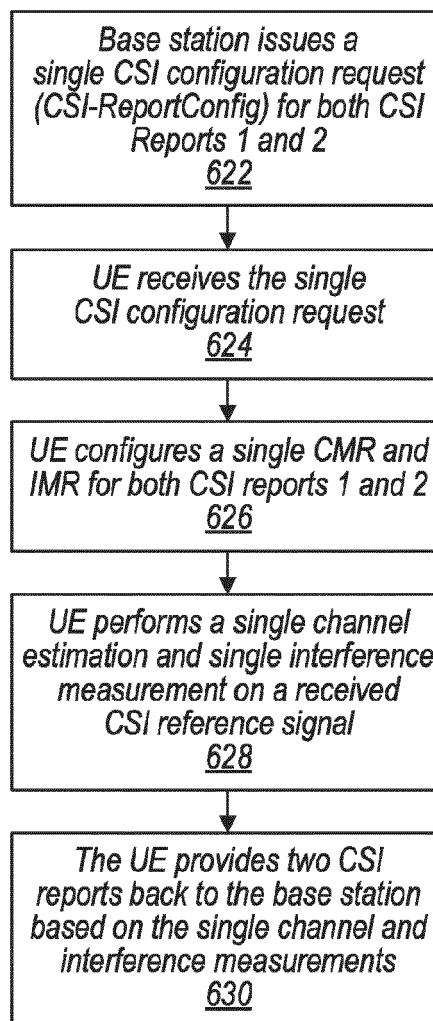 Base station issues a
single CSI configuration request
(CSI-ReportConfig) for both CSI
Reports 1 and 2
622
UE receives the single
CSI configuration request
624
UE configures a single CMR and
IMR for both CSI reports 1 and 2
626
UE performs a single channel
estimation and single interference
measurement on a received
CSI reference signal
628
The UE provides two CSI
reports back to the base station
based on the single channel and
interference measurements
630